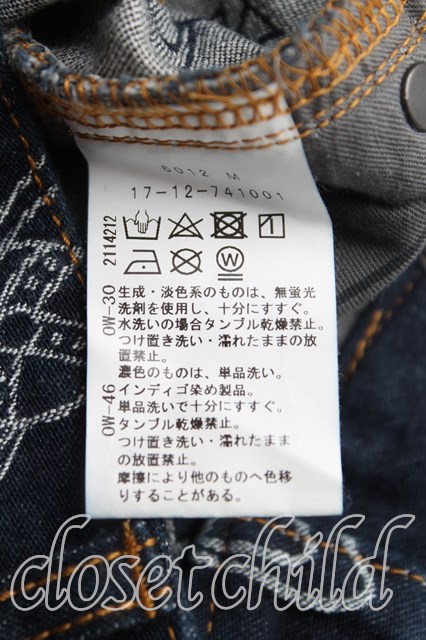 6012 M
17-12-741001
2114212
W
0W-30
生成・淡色系のものは、無蛍光
洗剤を使用し、十分にすすぐ。
水洗いの場合タンブル乾燥禁止。
つけ置き洗い・濡れたままの放
置禁止。
濃色のものは、単品洗い。
0W-46
インディゴ染め製品。
単品洗いで十分にすすぐ。
タンブル乾燥禁止。
つけ置き洗い・濡れたまま
の放置禁止。
摩擦により他のものへ色移
りすることがある。
closet child